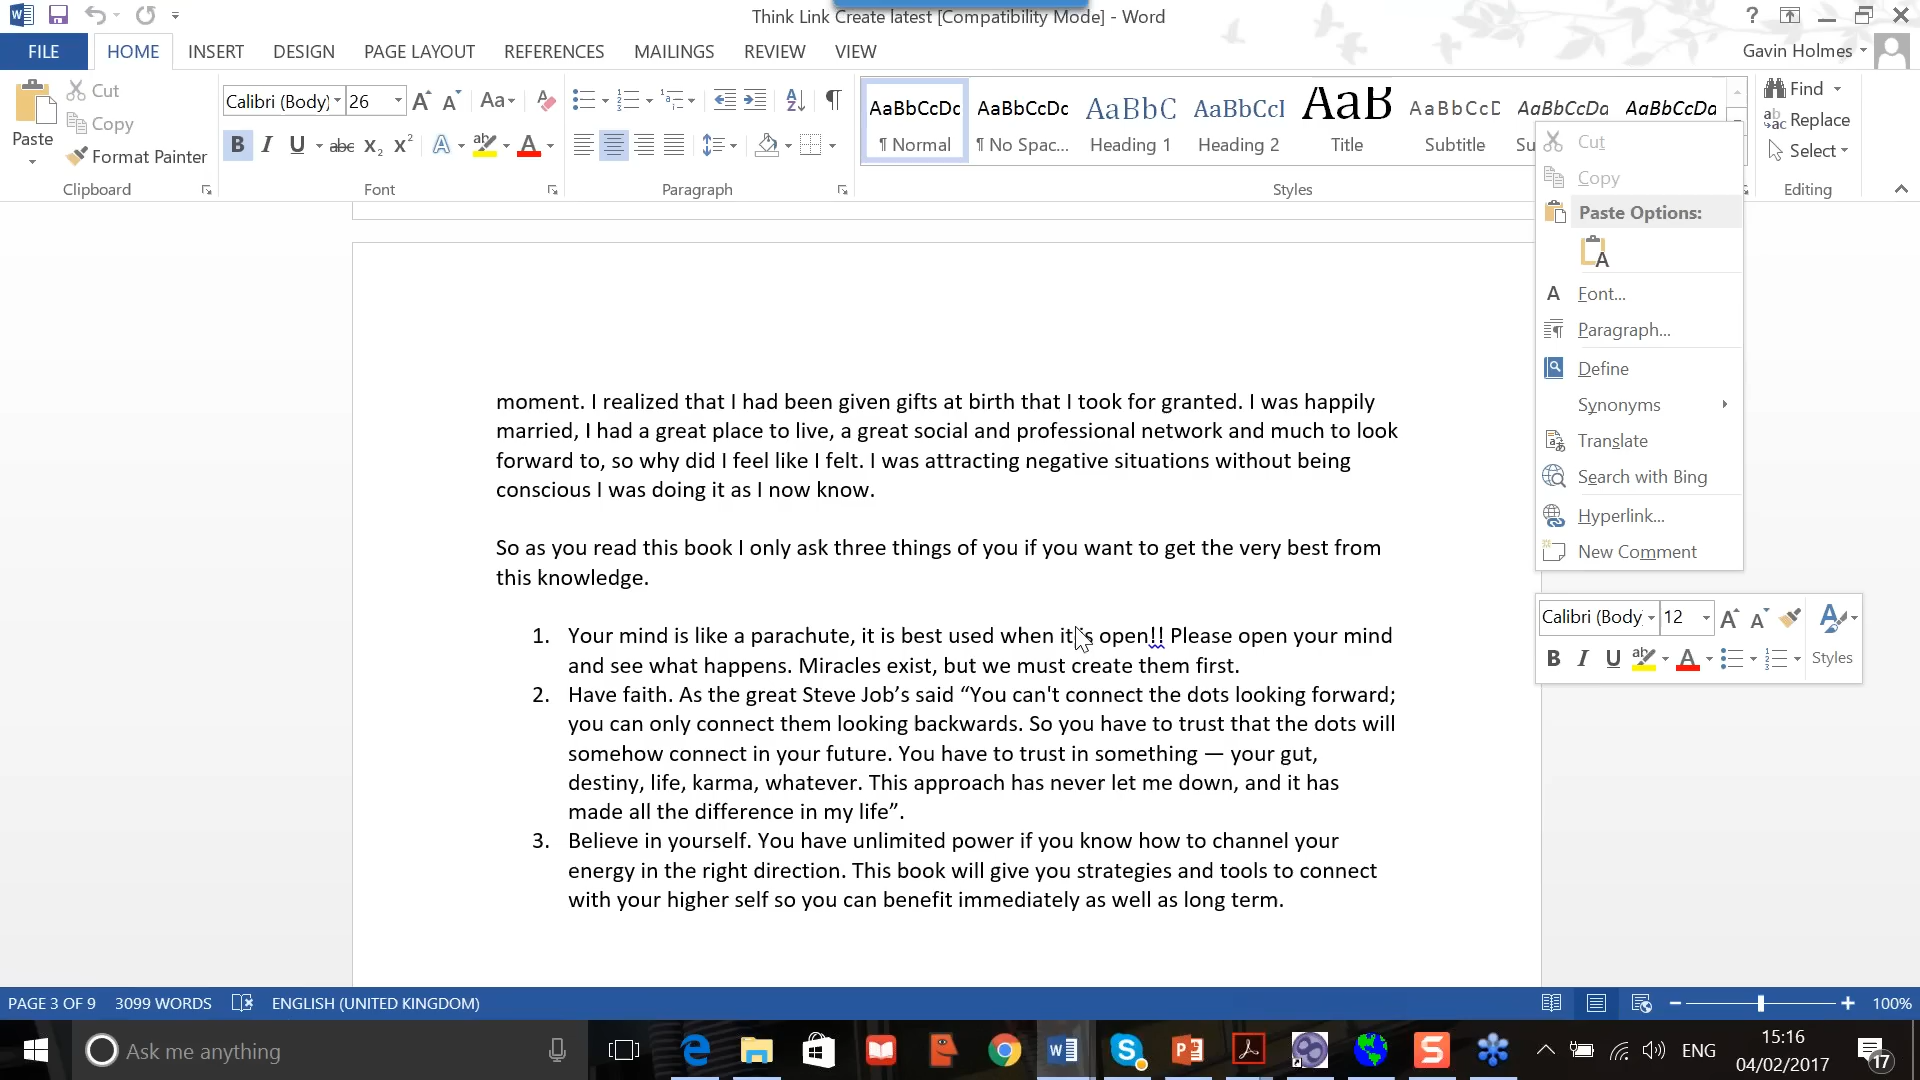 Think Link Create latest [Compatibility Mode] - Word
FILE HOME INSERT DESIGN PAGE LAYOUT REFERENCES MAILINGS REVIEW VIEW Gavin Holmes
Paste
Cut
Copy
Format Painter
Clipboard
Calibri (Body) 26
Font
Paragraph
AaBbCcDc AaBbCcDc AaBbC AaBbCcI AaB AaBbCcD AaBbCcDa AaBbCcDa
¶ Normal ¶ No Spac... Heading 1 Heading 2 Title Subtitle Su
Styles
Find
Replace
Select
Editing
Cut
Copy
Paste Options:
Font...
Paragraph...
Define
Synonyms
Translate
Search with Bing
Hyperlink...
New Comment
Calibri (Body 12
B I U Styles
moment. I realized that I had been given gifts at birth that I took for granted. I was happily
married, I had a great place to live, a great social and professional network and much to look
forward to, so why did I feel like I felt. I was attracting negative situations without being
conscious I was doing it as I now know.
So as you read this book I only ask three things of you if you want to get the very best from
this knowledge.
1. Your mind is like a parachute, it is best used when it is open!! Please open your mind
and see what happens. Miracles exist, but we must create them first.
2. Have faith. As the great Steve Job’s said “You can't connect the dots looking forward;
you can only connect them looking backwards. So you have to trust that the dots will
somehow connect in your future. You have to trust in something — your gut,
destiny, life, karma, whatever. This approach has never let me down, and it has
made all the difference in my life”.
3. Believe in yourself. You have unlimited power if you know how to channel your
energy in the right direction. This book will give you strategies and tools to connect
with your higher self so you can benefit immediately as well as long term.
PAGE 3 OF 9 3099 WORDS ENGLISH (UNITED KINGDOM) 100%
Ask me anything
ENG
15:16
04/02/2017
17